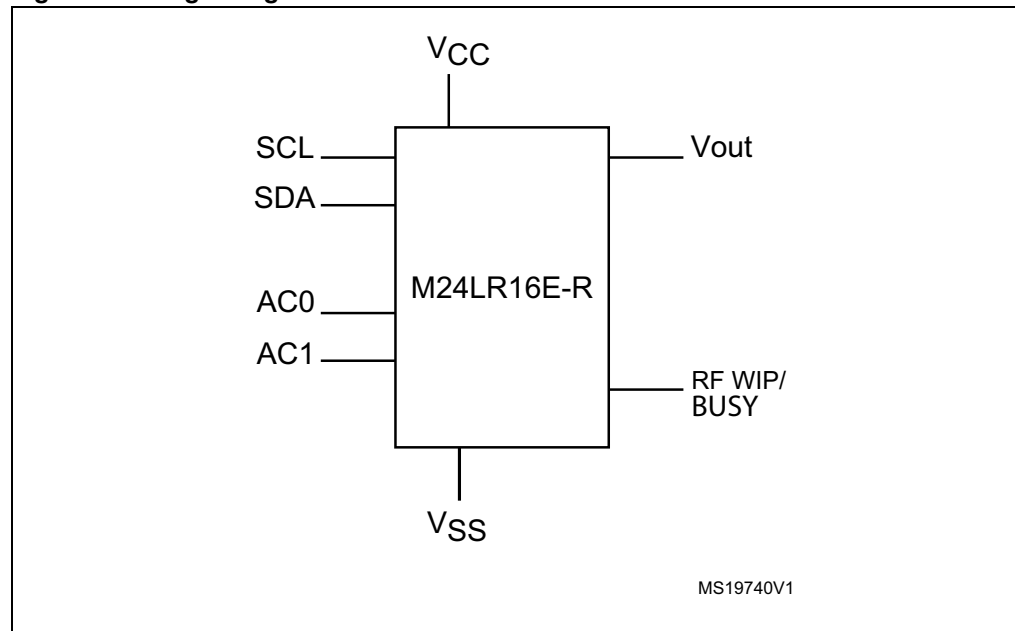 VCC
SCL
SDA
AC0
AC1
M24LR16E-R
Vout
RF WIP/
BUSY
VSS
MS19740V1